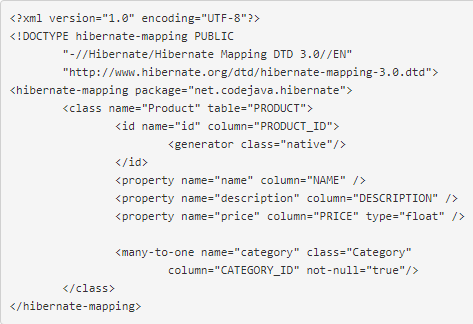 <?xml version="1.0" encoding="UTF-8"?>
<!DOCTYPE hibernate-mapping PUBLIC
        "-//Hibernate/Hibernate Mapping DTD 3.0//EN"
        "http://www.hibernate.org/dtd/hibernate-mapping-3.0.dtd">
<hibernate-mapping package="net.codejava.hibernate">
        <class name="Product" table="PRODUCT">
                <id name="id" column="PRODUCT_ID">
                        <generator class="native"/>
                </id>
                <property name="name" column="NAME" />
                <property name="description" column="DESCRIPTION" />
                <property name="price" column="PRICE" type="float" />

                <many-to-one name="category" class="Category"
                        column="CATEGORY_ID" not-null="true"/>
        </class>
</hibernate-mapping>